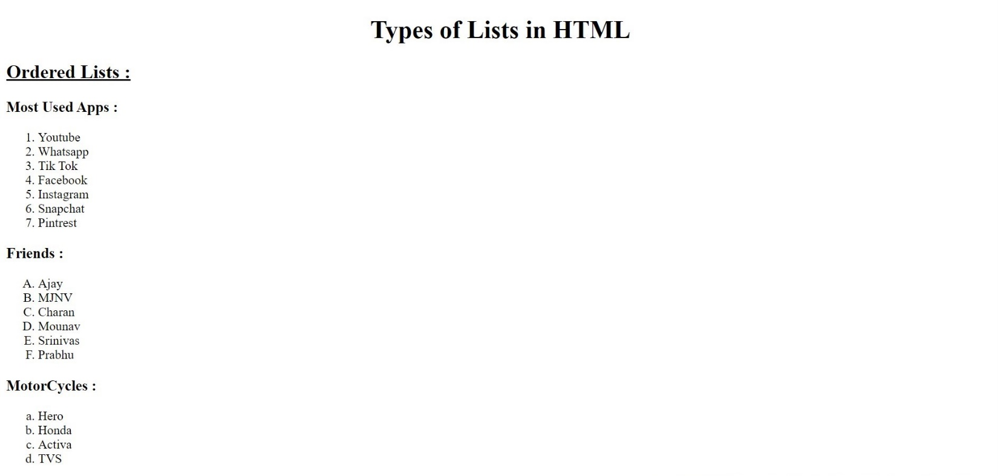 Types of Lists in HTML
Ordered Lists :
Most Used Apps :
1. Youtube
2. Whatsapp
3. Tik Tok
4. Facebook
5. Instagram
6. Snapchat
7. Pintrest
Friends :
A. Ajay
B. MJNV
C. Charan
D. Mounav
E. Srinivas
F. Prabhu
MotorCycles :
a. Hero
b. Honda
c. Activa
d. TVS